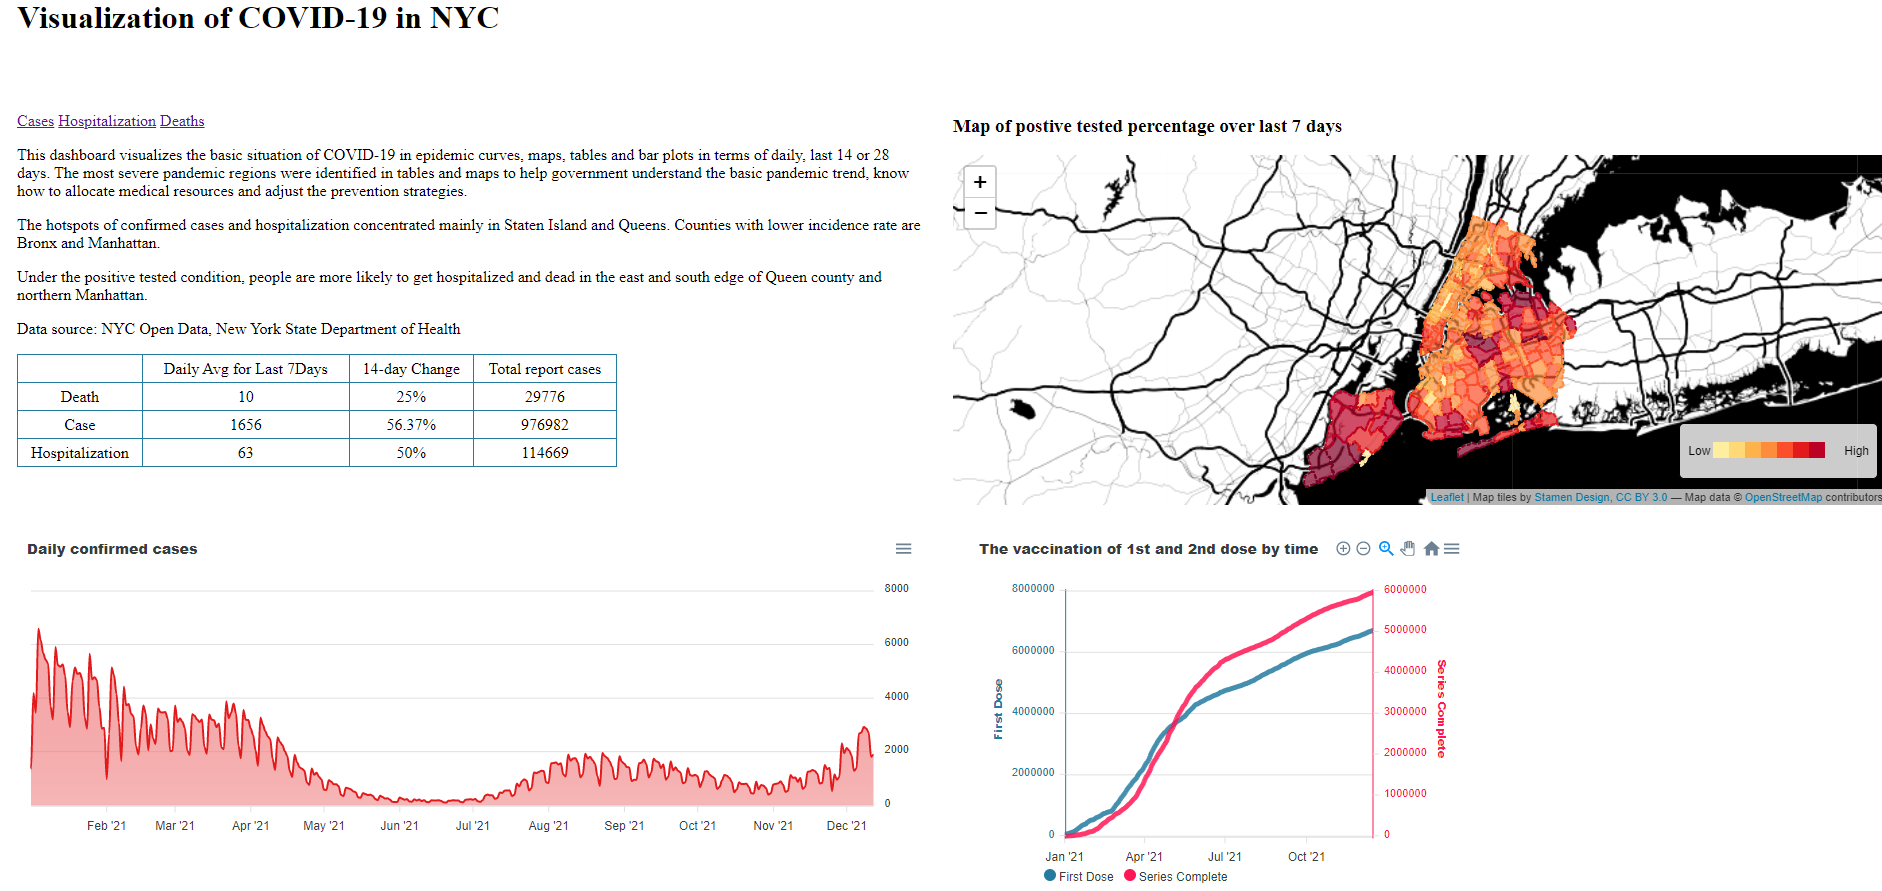 Visualization of COVID-19 in NYC
Cases Hospitalization Deaths
This dashboard visualizes the basic situation of COVID-19 in epidemic curves, maps, tables and bar plots in terms of daily, last 14 or 28
days. The most severe pandemic regions were identified in tables and maps to help government understand the basic pandemic trend, know
how to allocate medical resources and adjust the prevention strategies.
The hotspots of confirmed cases and hospitalization concentrated mainly in Staten Island and Queens. Counties with lower incidence rate are
Bronx and Manhattan.
Under the positive tested condition, people are more likely to get hospitalized and dead in the east and south edge of Queen county and
northern Manhattan.
Data source: NYC Open Data, New York State Department of Health
Daily Avg for Last 7Days 14-day Change Total report cases
Death 10 25% 29776
Case 1656 56.37% 976982
Hospitalization 63 50% 114669
Map of postive tested percentage over last 7 days
+
−
Low High
Leaflet | Map tiles by Stamen Design, CC BY 3.0 — Map data © OpenStreetMap contributors
Daily confirmed cases
8000
6000
4000
2000
0
Feb '21 Mar '21 Apr '21 May '21 Jun '21 Jul '21 Aug '21 Sep '21 Oct '21 Nov '21 Dec '21
The vaccination of 1st and 2nd dose by time
First Dose
8000000
6000000
4000000
2000000
0
6000000
5000000
4000000
3000000
2000000
1000000
0
Series Complete
Jan '21 Apr '21 Jul '21 Oct '21
First Dose Series Complete